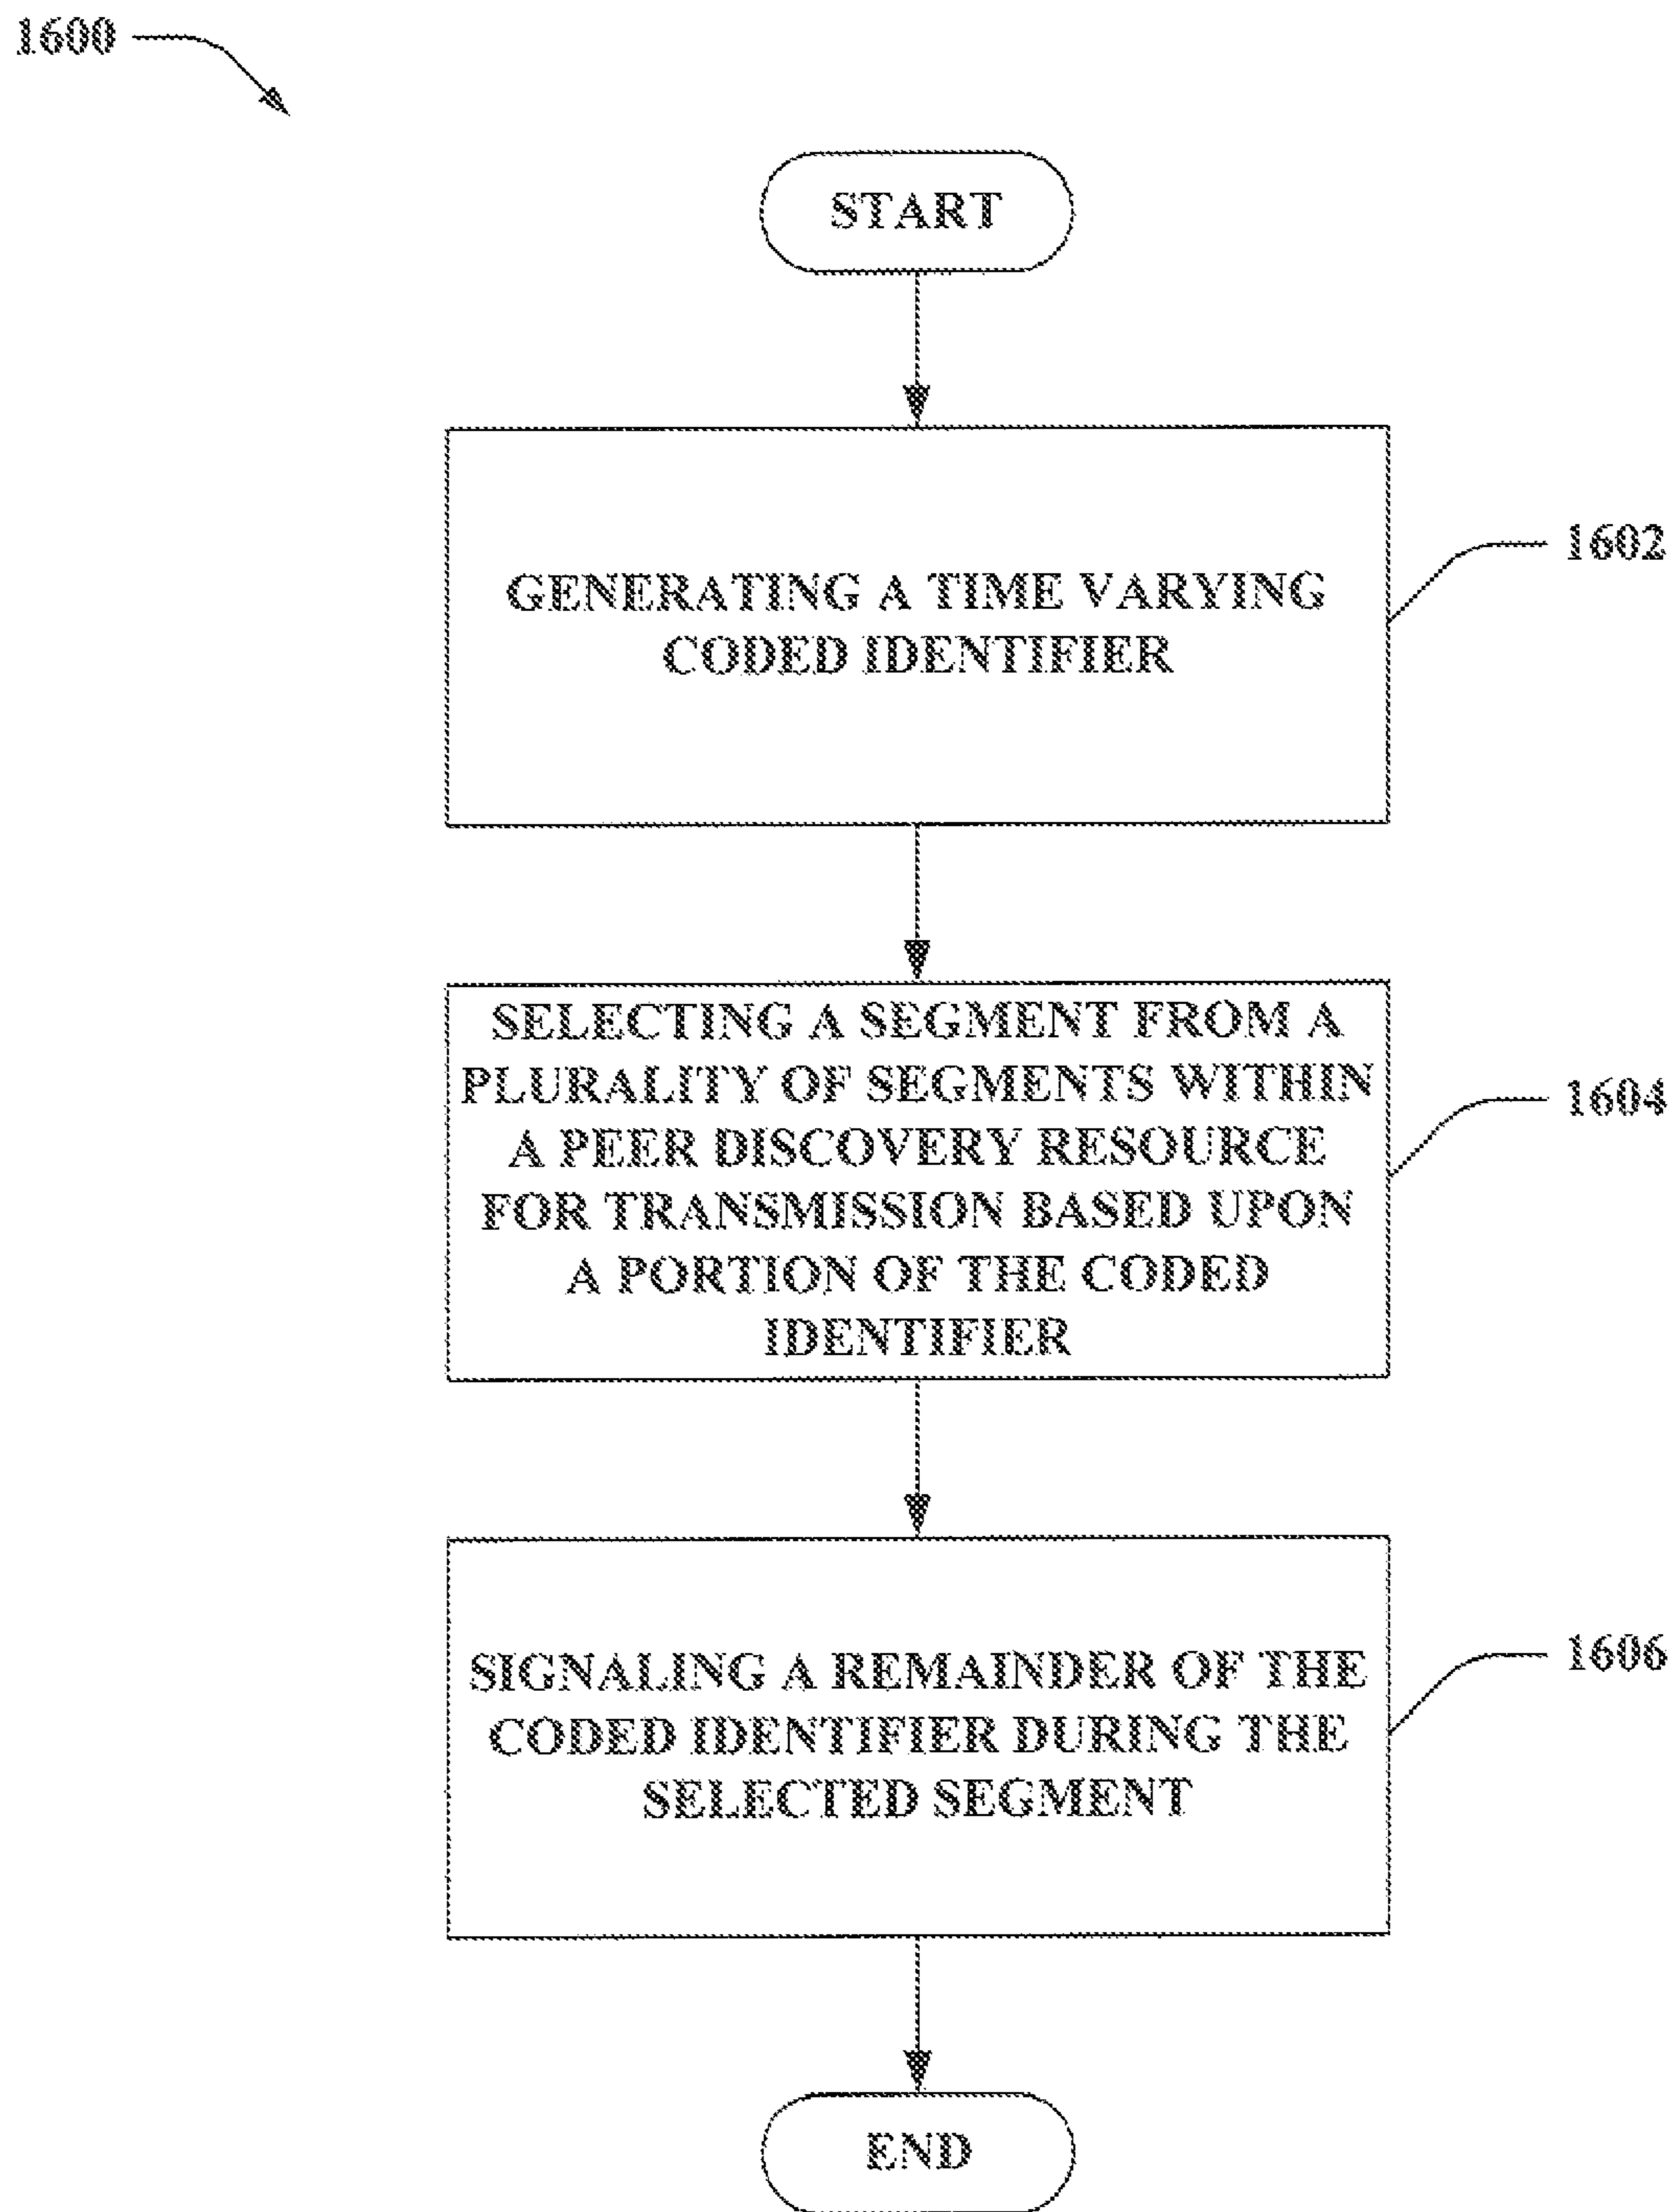 1600
START
GENERATING A TIME VARYING
CODED IDENTIFIER
1602
SELECTING A SEGMENT FROM A
PLURALITY OF SEGMENTS WITHIN
A PEER DISCOVERY RESOURCE
FOR TRANSMISSION BASED UPON
A PORTION OF THE CODED
IDENTIFIER
1604
SIGNALING A REMAINDER OF THE
CODED IDENTIFIER DURING THE
SELECTED SEGMENT
1606
END